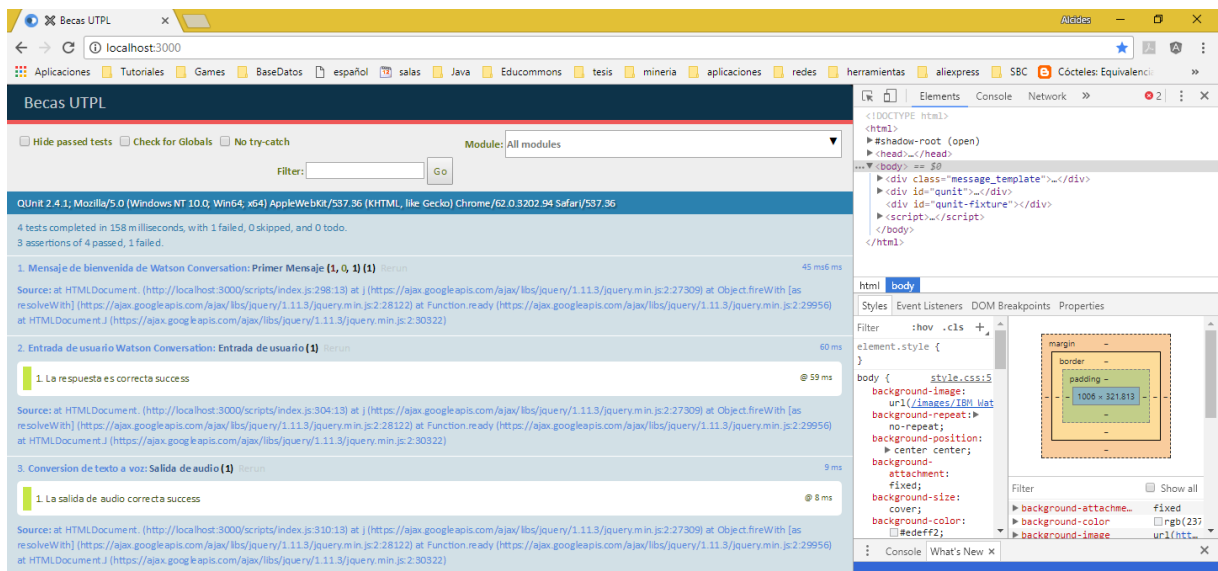 Becas UTPL
Alcides
localhost:3000
Aplicaciones Tutoriales Games BaseDatos español salas Java Educommons tesis mineria aplicaciones redes herramientas aliexpress SBC Cócteles: Equivalenci »
Becas UTPL
Hide passed tests Check for Globals No try-catch
Module: All modules
Filter: Go
QUnit 2.4.1; Mozilla/5.0 (Windows NT 10.0; Win64; x64) AppleWebKit/537.36 (KHTML, like Gecko) Chrome/62.0.3202.94 Safari/537.36
4 tests completed in 158 milliseconds, with 1 failed, 0 skipped, and 0 todo.
3 assertions of 4 passed, 1 failed.
1. Mensaje de bienvenida de Watson Conversation: Primer Mensaje (1, 0, 1) (1) Rerun 45 ms6 ms
Source: at HTMLDocument. (http://localhost:3000/scripts/index.js:298:13) at j (https://ajax.googleapis.com/ajax/libs/jquery/1.11.3/jquery.min.js:2:27309) at Object.fireWith [as
resolveWith] (https://ajax.googleapis.com/ajax/libs/jquery/1.11.3/jquery.min.js:2:28122) at Function.ready (https://ajax.googleapis.com/ajax/libs/jquery/1.11.3/jquery.min.js:2:29956)
at HTMLDocument.J (https://ajax.googleapis.com/ajax/libs/jquery/1.11.3/jquery.min.js:2:30322)
2. Entrada de usuario Watson Conversation: Entrada de usuario (1) Rerun 60 ms
1. La respuesta es correcta success @ 59 ms
Source: at HTMLDocument. (http://localhost:3000/scripts/index.js:304:13) at j (https://ajax.googleapis.com/ajax/libs/jquery/1.11.3/jquery.min.js:2:27309) at Object.fireWith [as
resolveWith] (https://ajax.googleapis.com/ajax/libs/jquery/1.11.3/jquery.min.js:2:28122) at Function.ready (https://ajax.googleapis.com/ajax/libs/jquery/1.11.3/jquery.min.js:2:29956)
at HTMLDocument.J (https://ajax.googleapis.com/ajax/libs/jquery/1.11.3/jquery.min.js:2:30322)
3. Conversion de texto a voz: Salida de audio (1) Rerun 9 ms
1. La salida de audio correcta success @ 8 ms
Source: at HTMLDocument. (http://localhost:3000/scripts/index.js:310:13) at j (https://ajax.googleapis.com/ajax/libs/jquery/1.11.3/jquery.min.js:2:27309) at Object.fireWith [as
resolveWith] (https://ajax.googleapis.com/ajax/libs/jquery/1.11.3/jquery.min.js:2:28122) at Function.ready (https://ajax.googleapis.com/ajax/libs/jquery/1.11.3/jquery.min.js:2:29956)
at HTMLDocument.J (https://ajax.googleapis.com/ajax/libs/jquery/1.11.3/jquery.min.js:2:30322)
Elements Console Network » 2
<!DOCTYPE html>
<html>
#shadow-root (open)
<head>…</head>
…<body> == $0
<div class="message_template">…</div>
<div id="qunit">…</div>
<div id="qunit-fixture"></div>
<script>…</script>
</body>
</html>
html body
Styles Event Listeners DOM Breakpoints Properties
Filter :hov .cls +
element.style {
}
body { style.css:5
background-image:
url(/images/IBM Wat
background-repeat:
no-repeat;
background-position:
center center;
background-
attachment:
fixed;
background-size:
cover;
background-color:
#edeff2;
margin -
border -
padding -
- - - 1006 × 321.813 - - -
-
-
-
Filter Show all
background-attachme… fixed
background-color rgb(237
background-image url(htt…
Console What's New ×